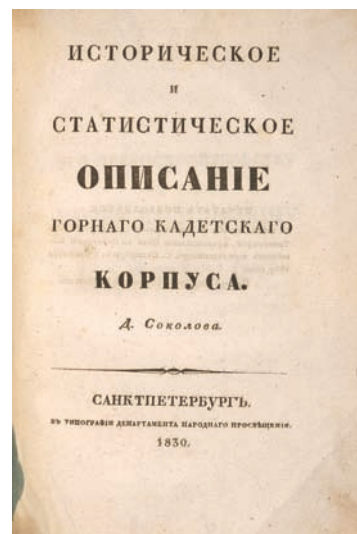 ИСТОРИЧЕСКОЕ
И
СТАТИСТИЧЕСКОЕ
ОПИСАНІЕ
ГОРНАГО КАДЕТСКАГО
КОРПУСА.
Д. Соколова.
САНКТПЕТЕРБУРГЪ.
ВЪ ТИПОГРАФІИ ДЕПАРТАМЕНТА НАРОДНАГО ПРОСВѢЩЕНІЯ.
1830.